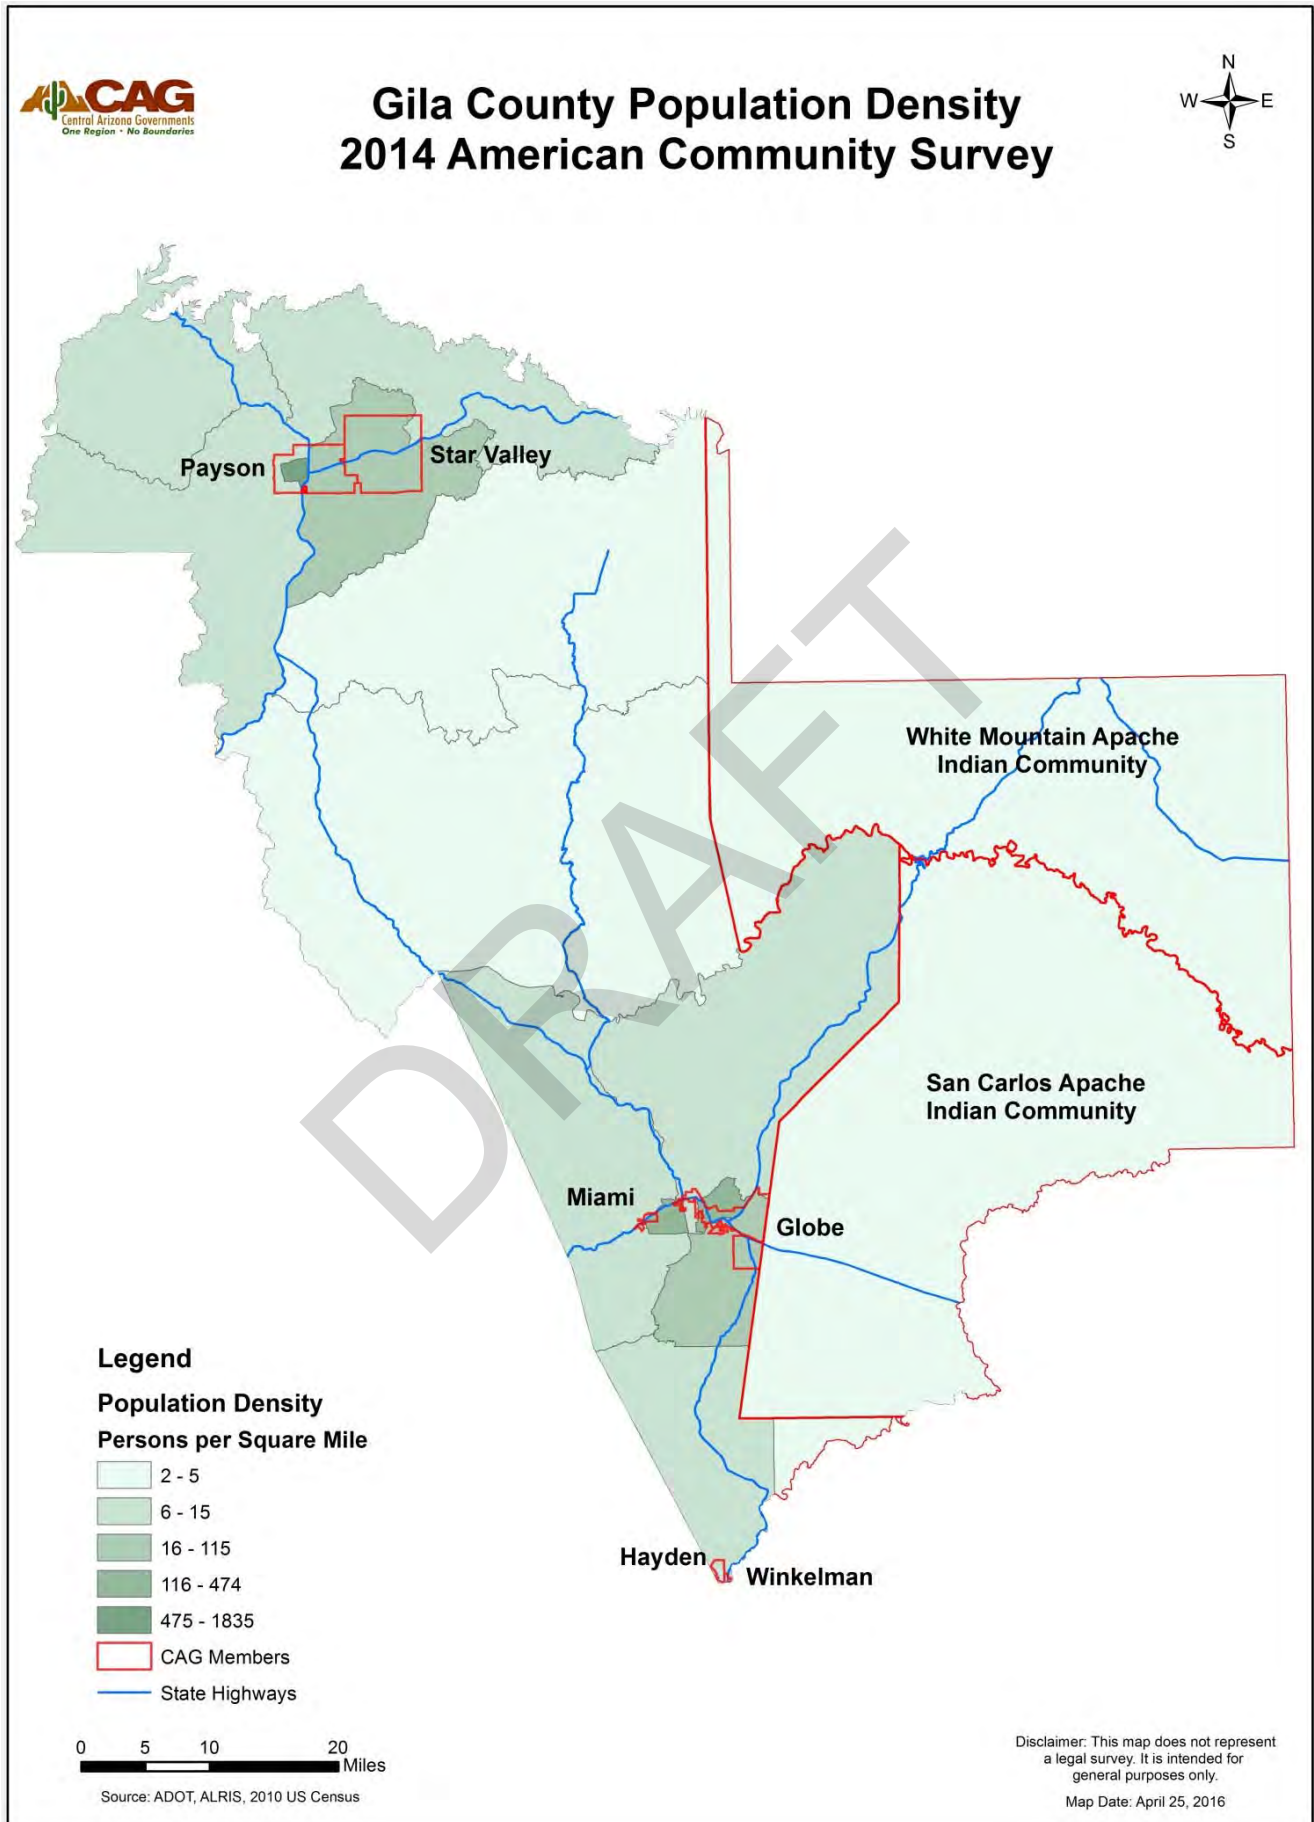 CAG
Central Arizona Governments
One Region • No Boundaries
Gila County Population Density
2014 American Community Survey
N
W
E
S
Payson
Star Valley
White Mountain Apache
Indian Community
San Carlos Apache
Indian Community
Miami
Globe
Hayden
Winkelman
DRAFT
Legend
Population Density
Persons per Square Mile
2 - 5
6 - 15
16 - 115
116 - 474
475 - 1835
CAG Members
State Highways
0 5 10 20
Miles
Source: ADOT, ALRIS, 2010 US Census
Disclaimer: This map does not represent
a legal survey. It is intended for
general purposes only.
Map Date: April 25, 2016